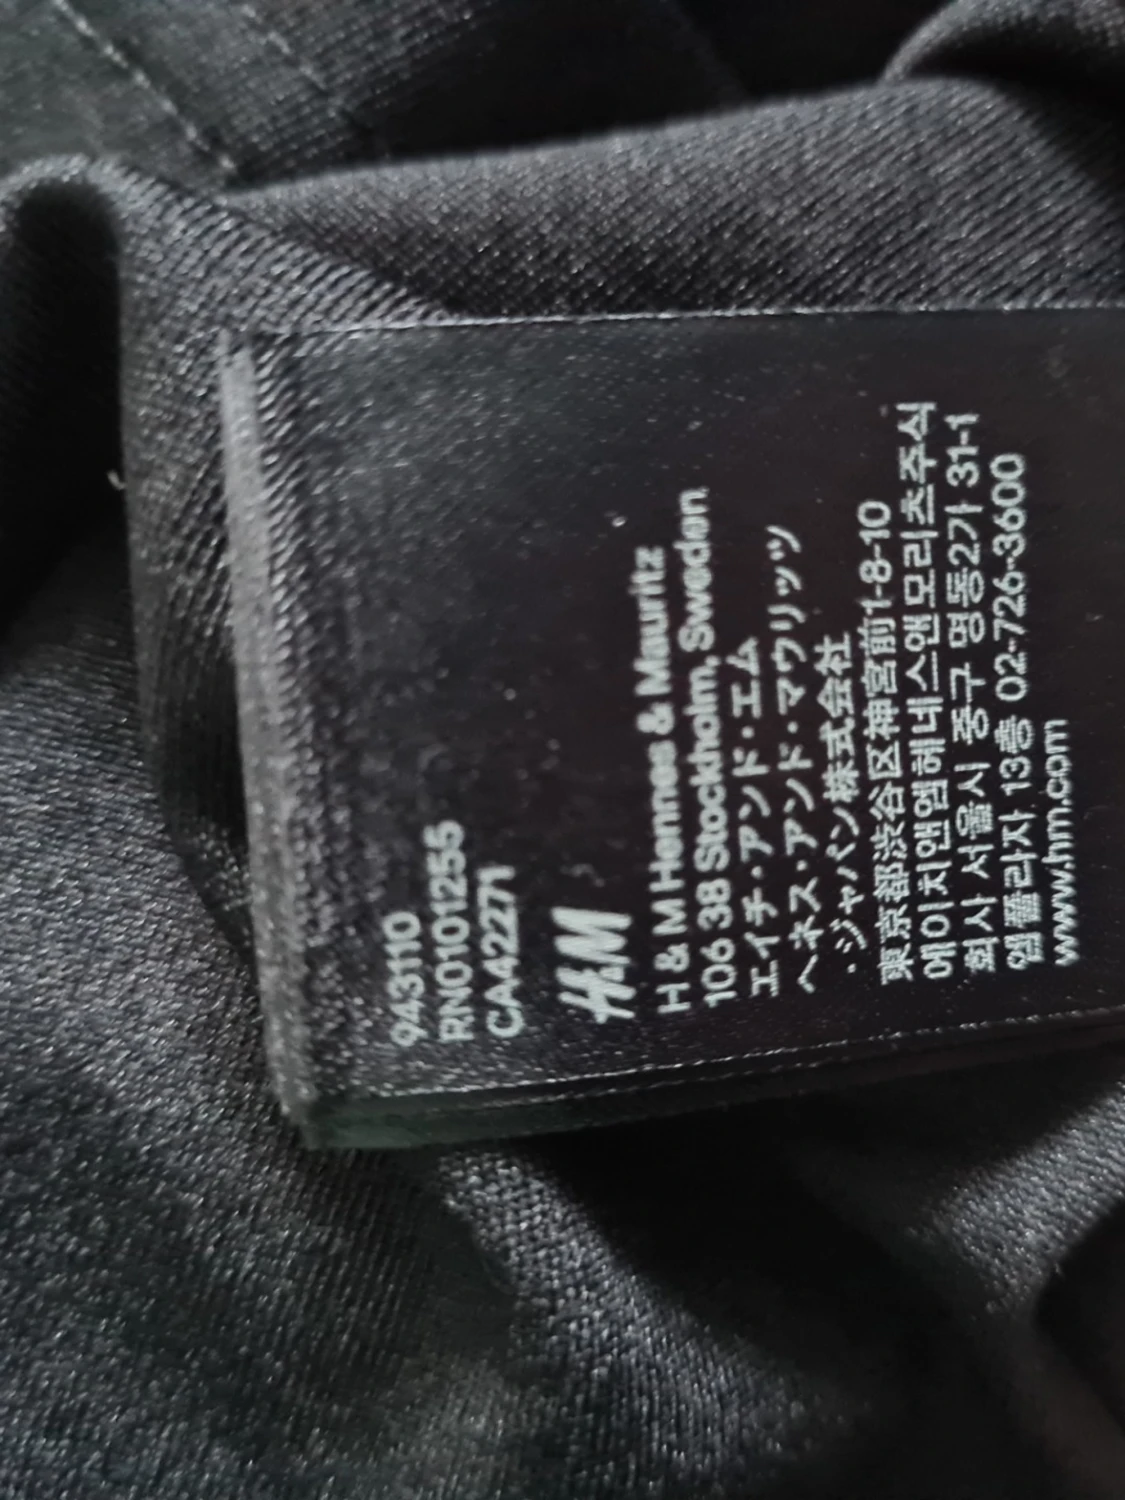 943110
RN0101255
CA42271
H&M
H & M Hennes & Mauritz
106 38 Stockholm, Sweden
エイチ・アンド・エム
ヘネス・アンド・マウリッツ
・ジャパン株式会社
東京都渋谷区神宮前1-8-10
에이치앤엠헤네스앤모리츠주식
회사 서울시 중구 명동2가 31-1
엠플라자 13층 02-726-3600
www.hm.com